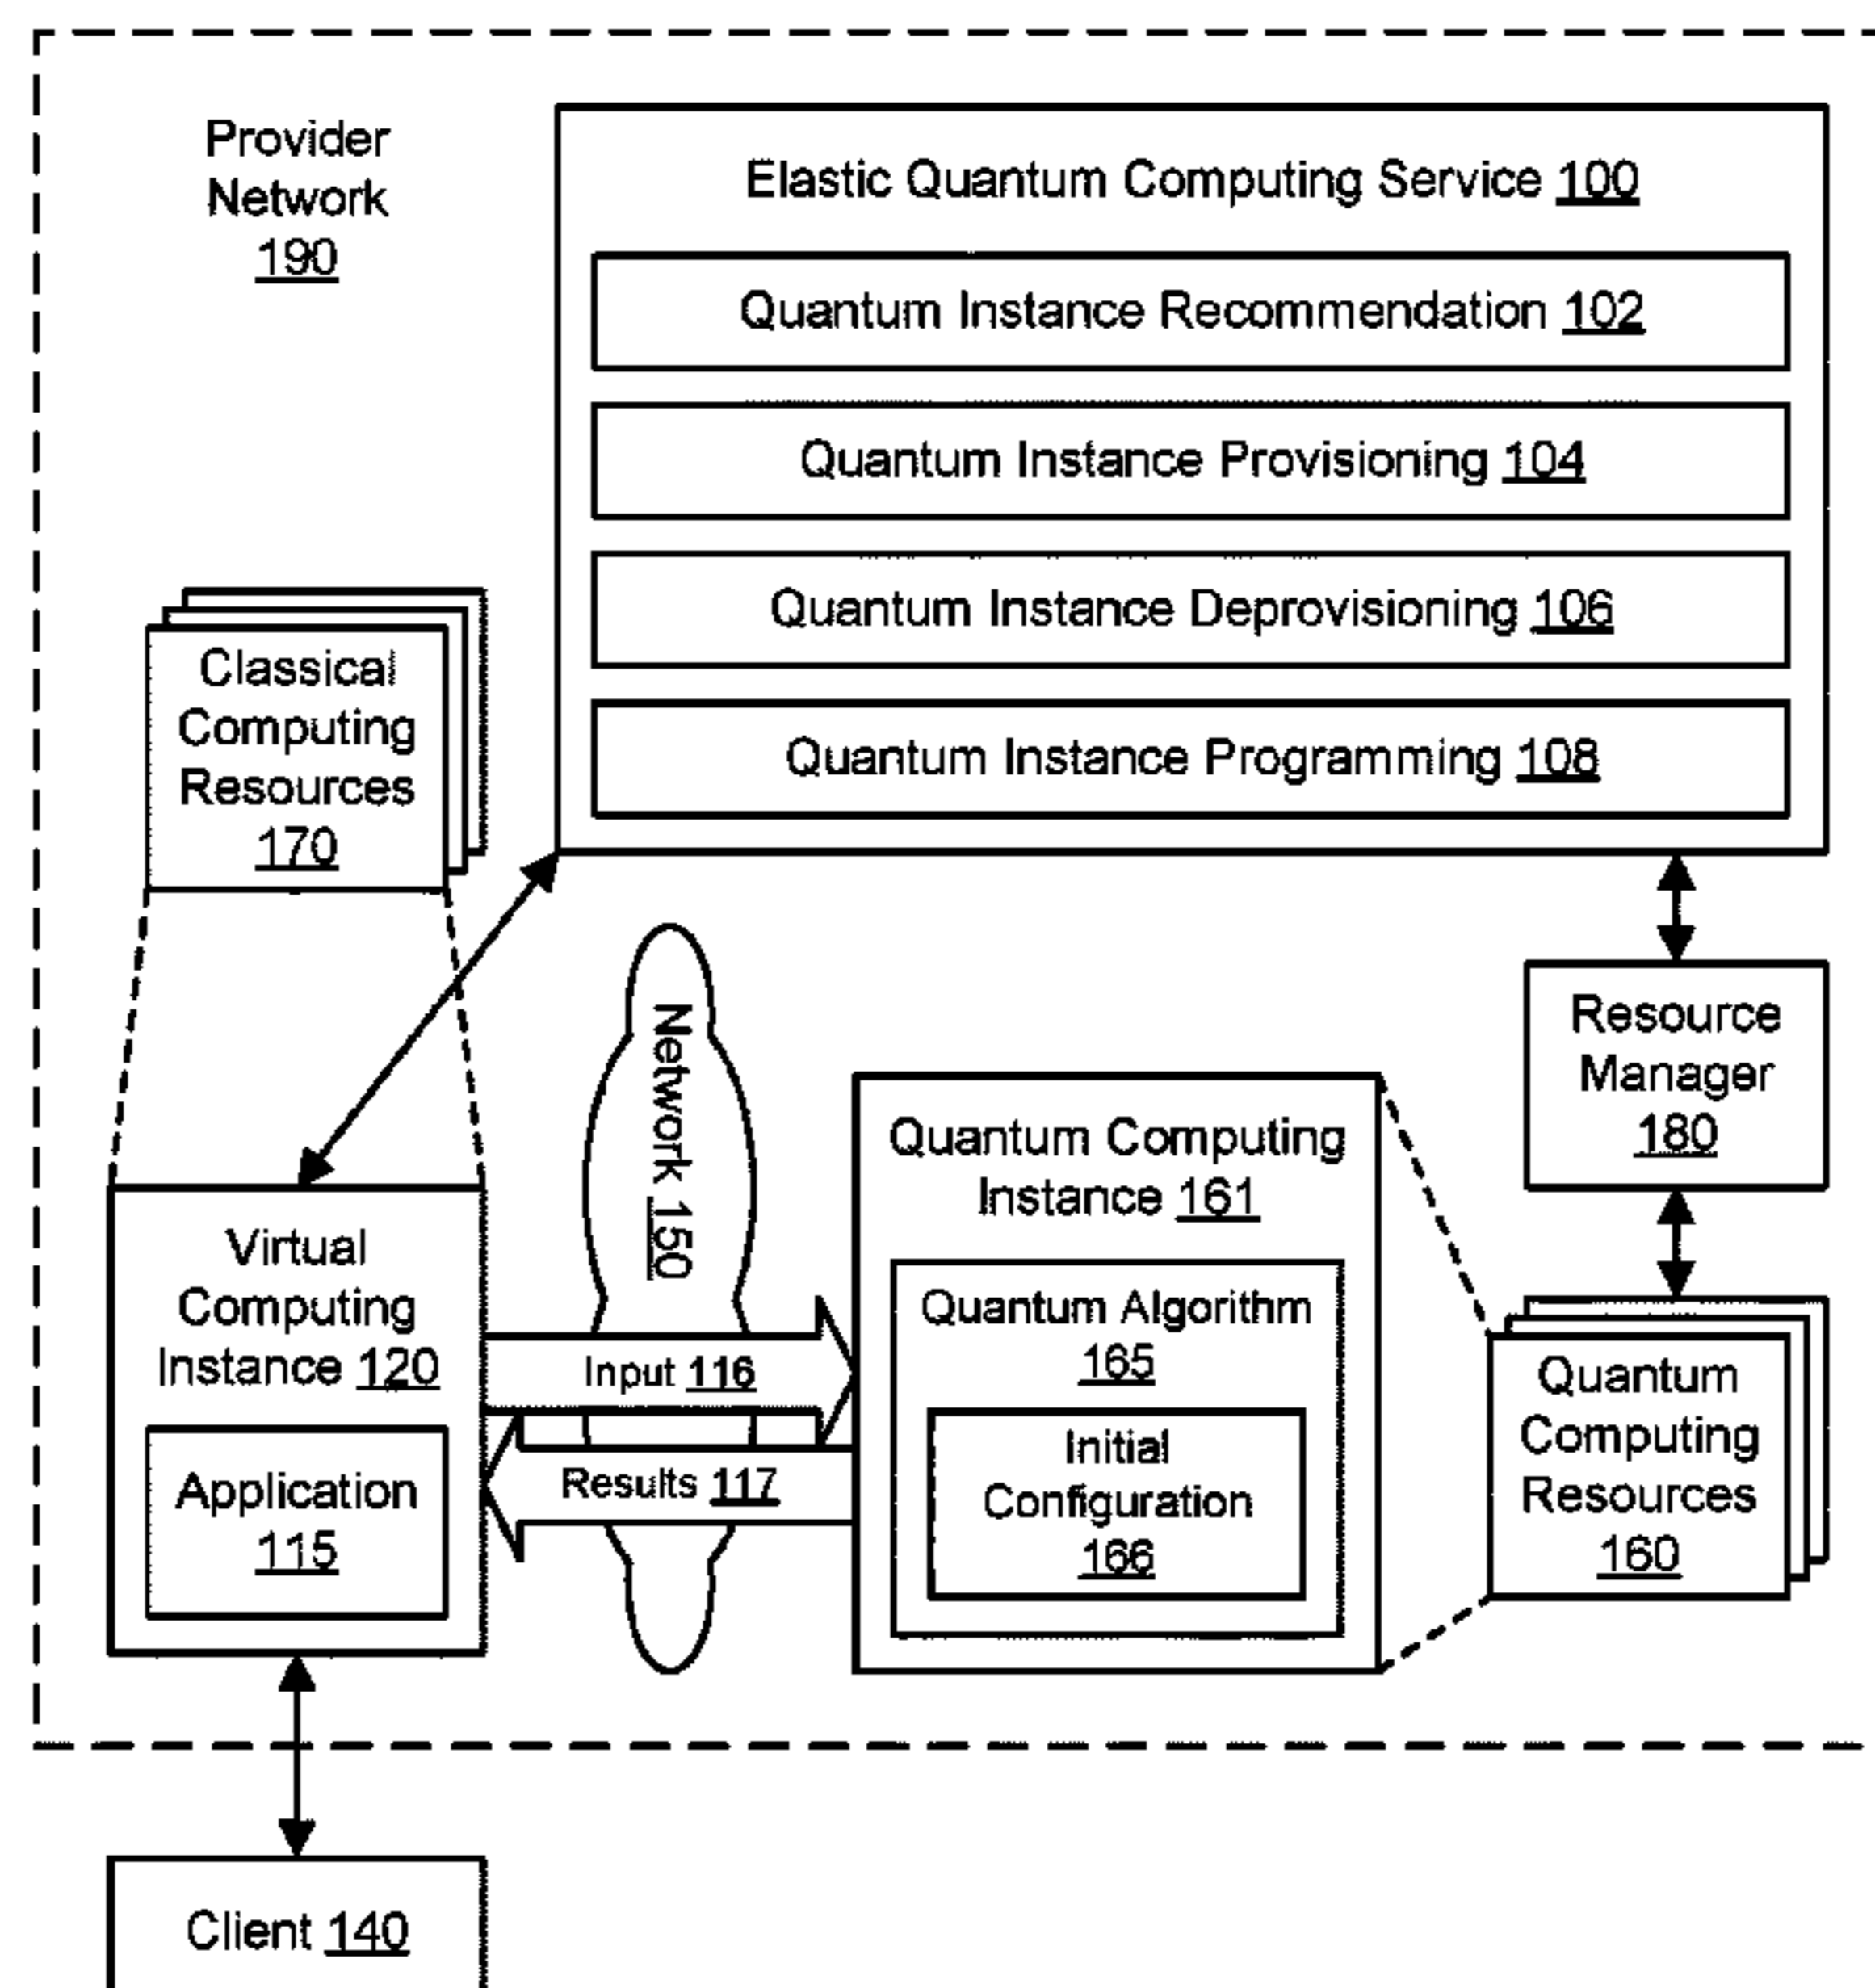 Provider
Network
190
Elastic Quantum Computing Service 100
Quantum Instance Recommendation 102
Quantum Instance Provisioning 104
Quantum Instance Deprovisioning 106
Quantum Instance Programming 108
Classical
Computing
Resources
170
Resource
Manager
180
Network 150
Quantum Computing
Instance 161
Quantum Algorithm
165
Initial
Configuration
166
Virtual
Computing
Instance 120
Application
115
Input 116
Results 117
Quantum
Computing
Resources
160
Client 140